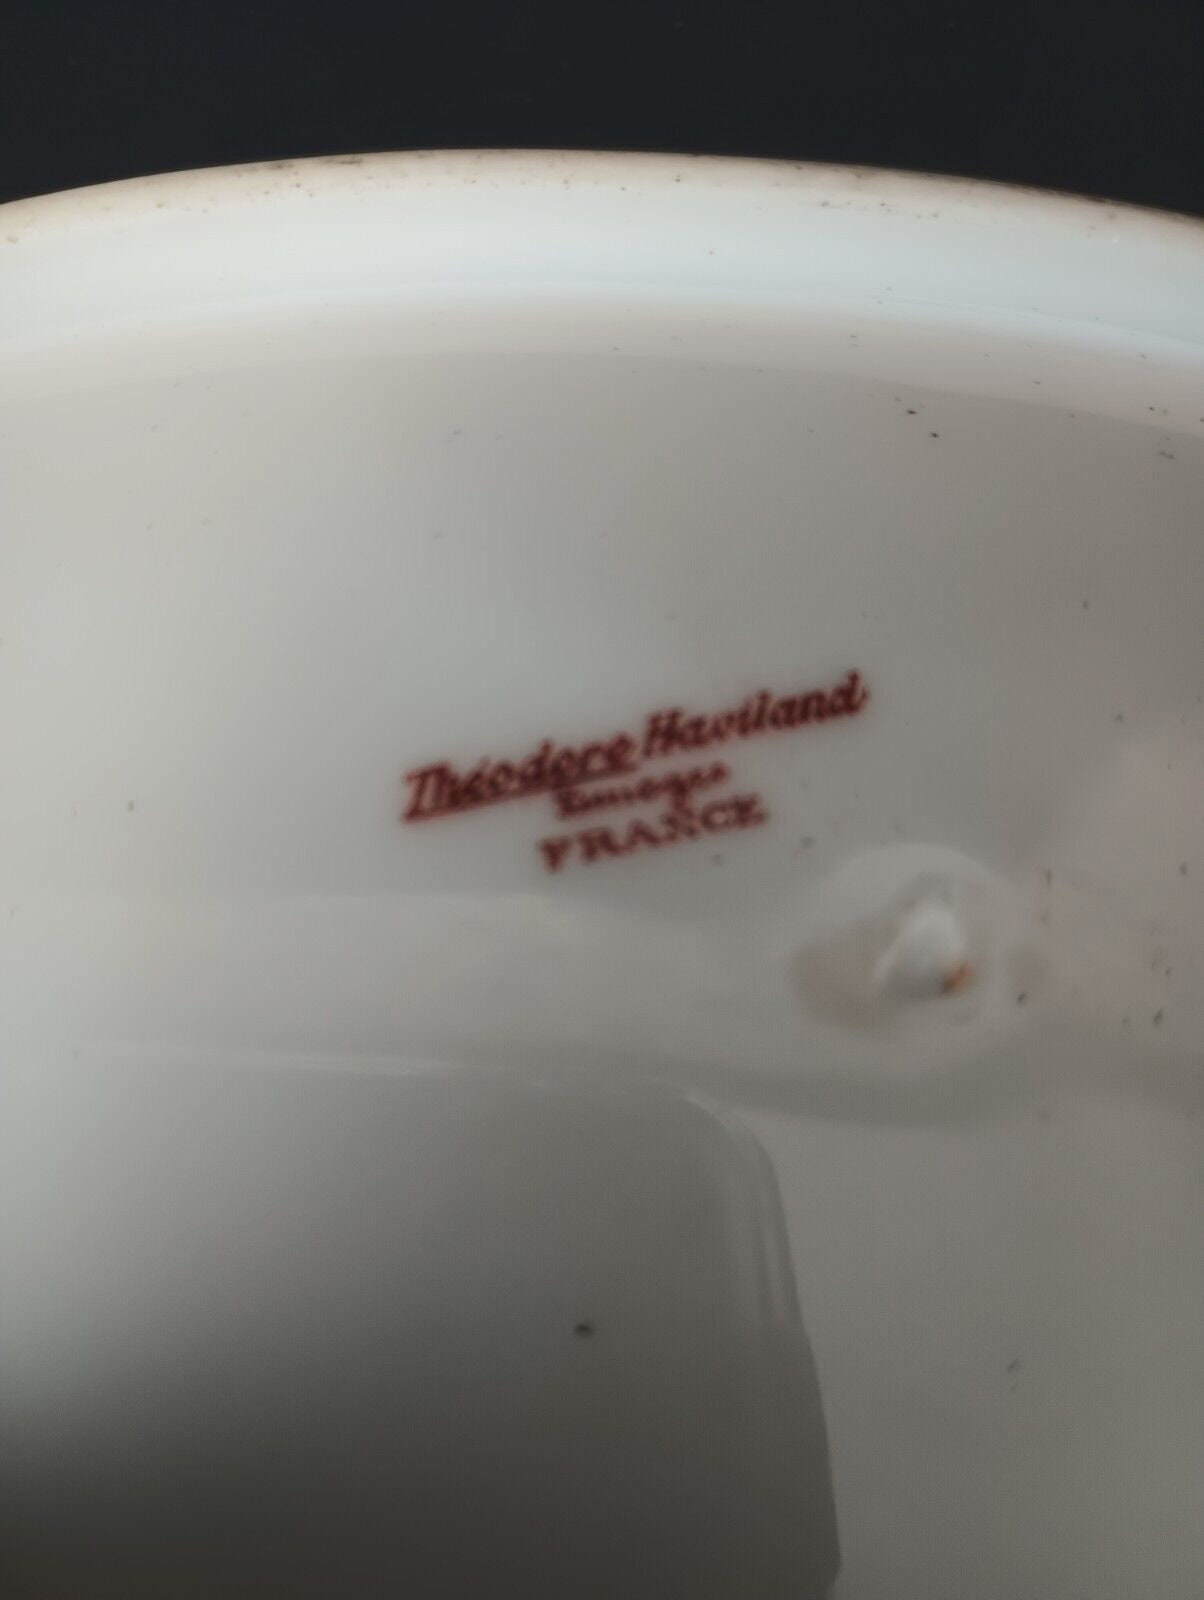 Théodore Haviland
Limoges
FRANCE